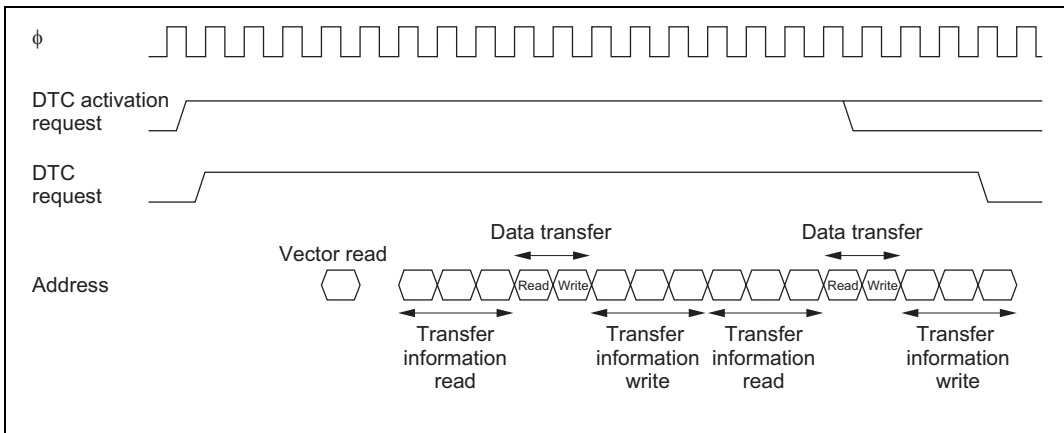 ϕ
DTC activation
request
DTC
request
Data transfer
Data transfer
Vector read
Address
Read
Write
Read
Write
Transfer
information
read
Transfer
information
write
Transfer
information
read
Transfer
information
write